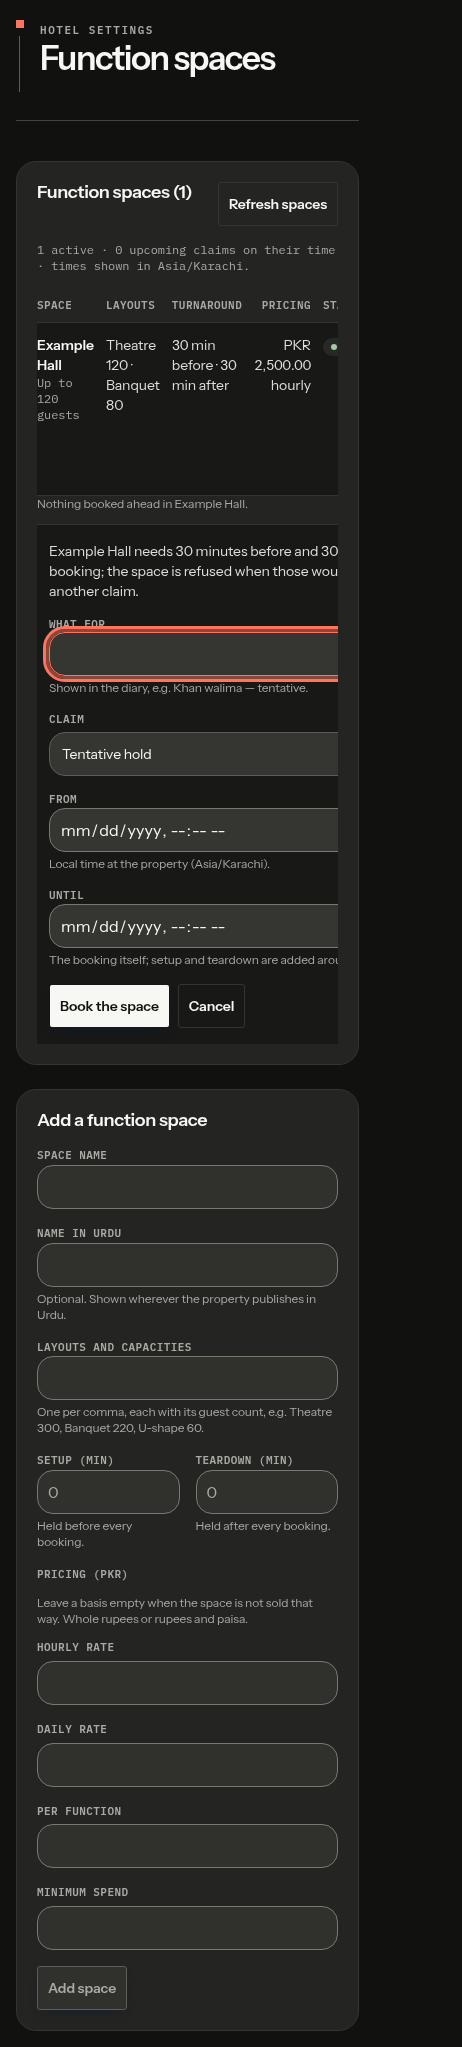 HOTEL SETTINGS
Function spaces
Function spaces (1)
Refresh spaces
1 active · 0 upcoming claims on their time
· times shown in Asia/Karachi.
SPACE LAYOUTS TURNAROUND PRICING
Example Theatre 30 min PKR
Hall 120 · before · 30 2,500.00
Up to Banquet min after hourly
120 80
guests
Nothing booked ahead in Example Hall.
Example Hall needs 30 minutes before and 30
booking; the space is refused when those
another claim.
WHAT FOR
Shown in the diary, e.g. Khan walima — tentative.
CLAIM
Tentative hold
FROM
mm/dd/yyyy, --:-- --
Local time at the property (Asia/Karachi).
UNTIL
mm/dd/yyyy, --:-- --
The booking itself; setup and teardown are added
Book the space
Cancel
Add a function space
SPACE NAME
NAME IN URDU
Optional. Shown wherever the property publishes in
Urdu.
LAYOUTS AND CAPACITIES
One per comma, each with its guest count, e.g. Theatre
300, Banquet 220, U-shape 60.
SETUP (MIN) TEARDOWN (MIN)
0 0
Held before every Held after every booking.
booking.
PRICING (PKR)
Leave a basis empty when the space is not sold that
way. Whole rupees or rupees and paisa.
HOURLY RATE
DAILY RATE
PER FUNCTION
MINIMUM SPEND
Add space